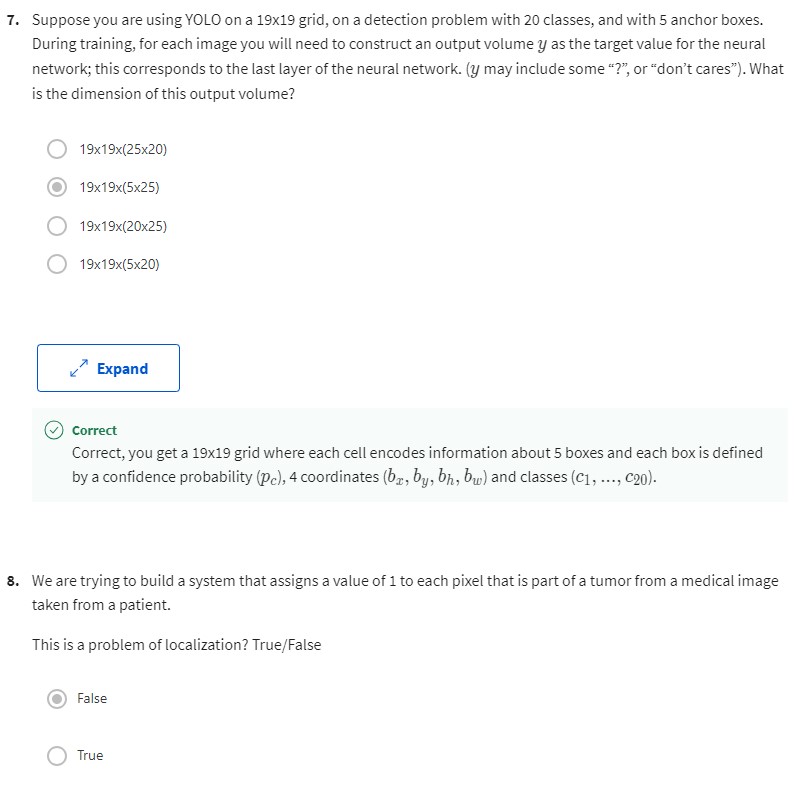 7. Suppose you are using YOLO on a 19x19 grid, on a detection problem with 20 classes, and with 5 anchor boxes.
During training, for each image you will need to construct an output volume y as the target value for the neural
network; this corresponds to the last layer of the neural network. (y may include some “?”, or “don’t cares”). What
is the dimension of this output volume?
19x19x(25x20)
19x19x(5x25)
19x19x(20x25)
19x19x(5x20)
Expand
Correct
Correct, you get a 19x19 grid where each cell encodes information about 5 boxes and each box is defined
by a confidence probability (p_c), 4 coordinates (b_x, b_y, b_h, b_w) and classes (c_1, ..., c_20).
8. We are trying to build a system that assigns a value of 1 to each pixel that is part of a tumor from a medical image
taken from a patient.
This is a problem of localization? True/False
False
True